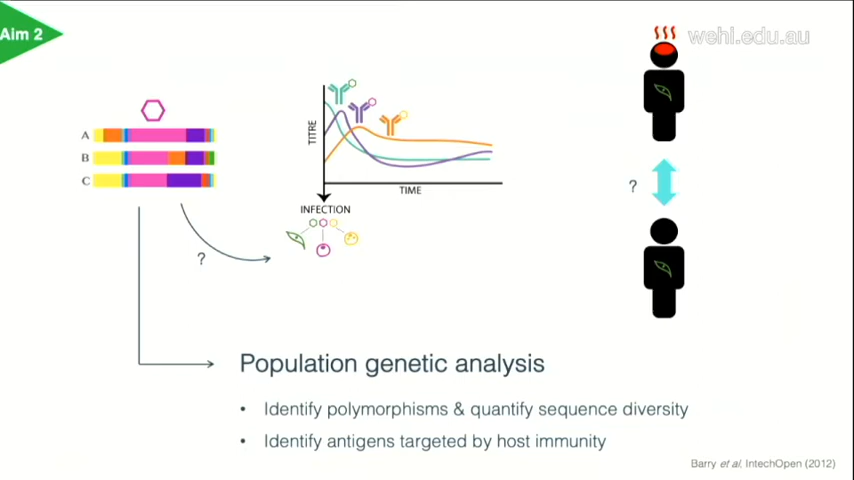 Aim 2
wehi.edu.au
A
B
C
TITRE
TIME
INFECTION
?
?
Population genetic analysis
• Identify polymorphisms & quantify sequence diversity
• Identify antigens targeted by host immunity
Barry et al. IntechOpen (2012)